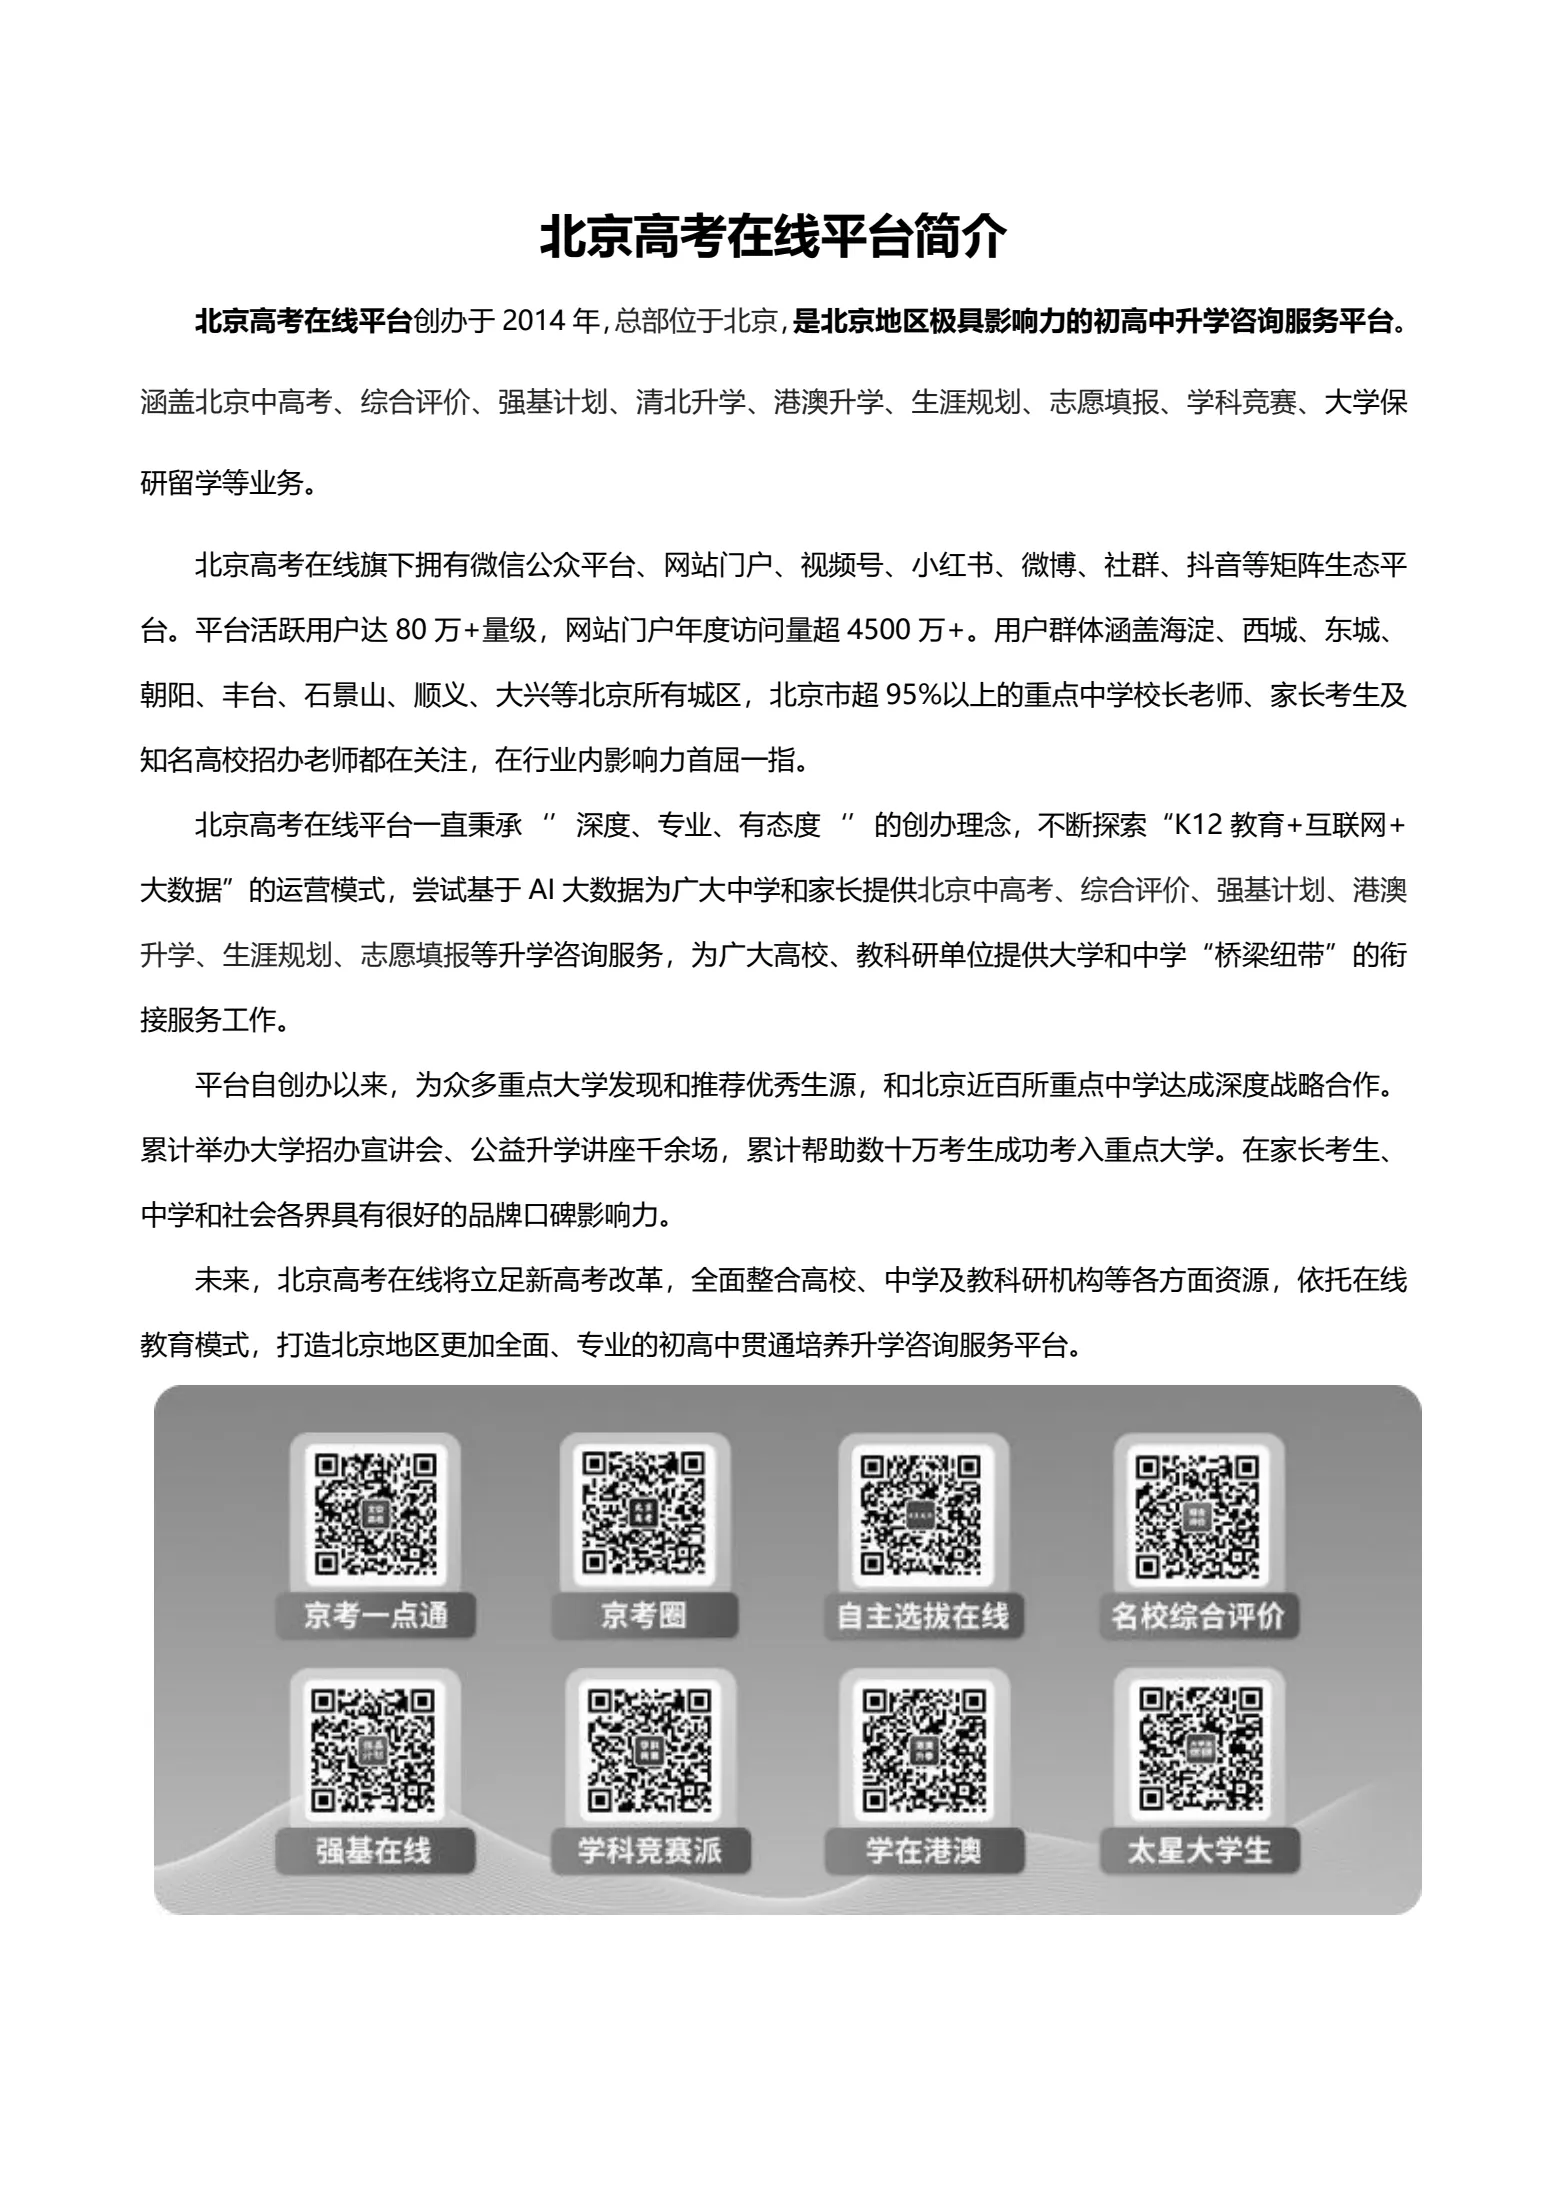 北京高考在线平台简介
北京高考在线平台创办于 2014 年，总部位于北京，是北京地区极具影响力的初高中升学咨询服务平台。
涵盖北京中高考、综合评价、强基计划、清北升学、港澳升学、生涯规划、志愿填报、学科竞赛、大学保
研留学等业务。
北京高考在线旗下拥有微信公众平台、网站门户、视频号、小红书、微博、社群、抖音等矩阵生态平
台。平台活跃用户达 80 万+量级，网站门户年度访问量超 4500 万+。用户群体涵盖海淀、西城、东城、
朝阳、丰台、石景山、顺义、大兴等北京所有城区，北京市超 95%以上的重点中学校长老师、家长考生及
知名高校招办老师都在关注，在行业内影响力首屈一指。
北京高考在线平台一直秉承 ‘’ 深度、专业、有态度 ‘’ 的创办理念，不断探索“K12 教育+互联网+
大数据”的运营模式，尝试基于 AI 大数据为广大中学和家长提供北京中高考、综合评价、强基计划、港澳
升学、生涯规划、志愿填报等升学咨询服务，为广大高校、教科研单位提供大学和中学“桥梁纽带”的衔
接服务工作。
平台自创办以来，为众多重点大学发现和推荐优秀生源，和北京近百所重点中学达成深度战略合作。
累计举办大学招办宣讲会、公益升学讲座千余场，累计帮助数十万考生成功考入重点大学。在家长考生、
中学和社会各界具有很好的品牌口碑影响力。
未来，北京高考在线将立足新高考改革，全面整合高校、中学及教科研机构等各方面资源，依托在线
教育模式，打造北京地区更加全面、专业的初高中贯通培养升学咨询服务平台。
京考一点通
京考圈
自主选拔在线
名校综合评价
强基在线
学科竞赛派
学在港澳
太星大学生